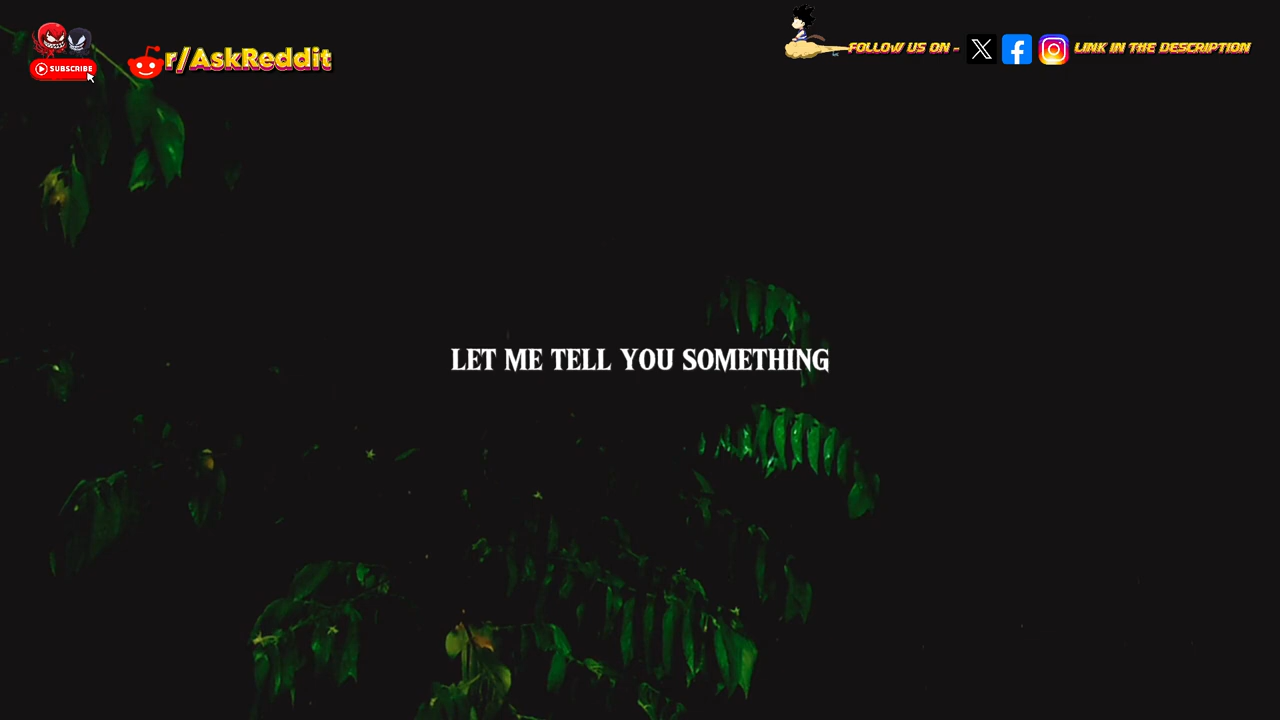 SUBSCRIBE
r/AskReddit
FOLLOW US ON -
LINK IN THE DESCRIPTION
LET ME TELL YOU SOMETHING